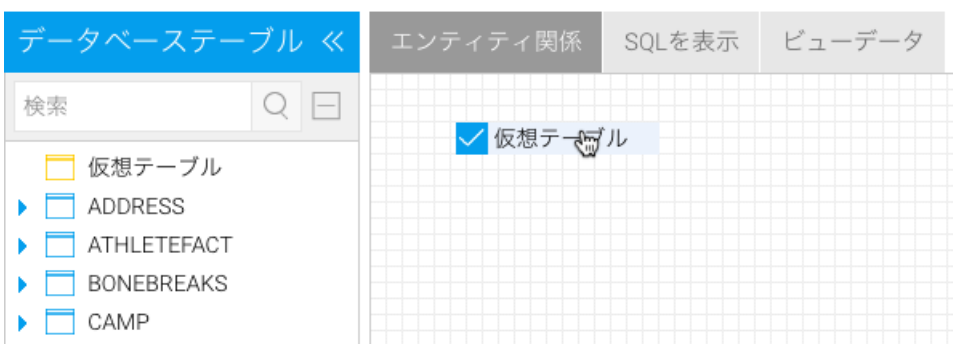 データベーステーブル
エンティティ関係
SQLを表示
ビューデータ
検索
仮想テーブル
仮想テーブル
ADDRESS
ATHLETEFACT
BONEBREAKS
CAMP